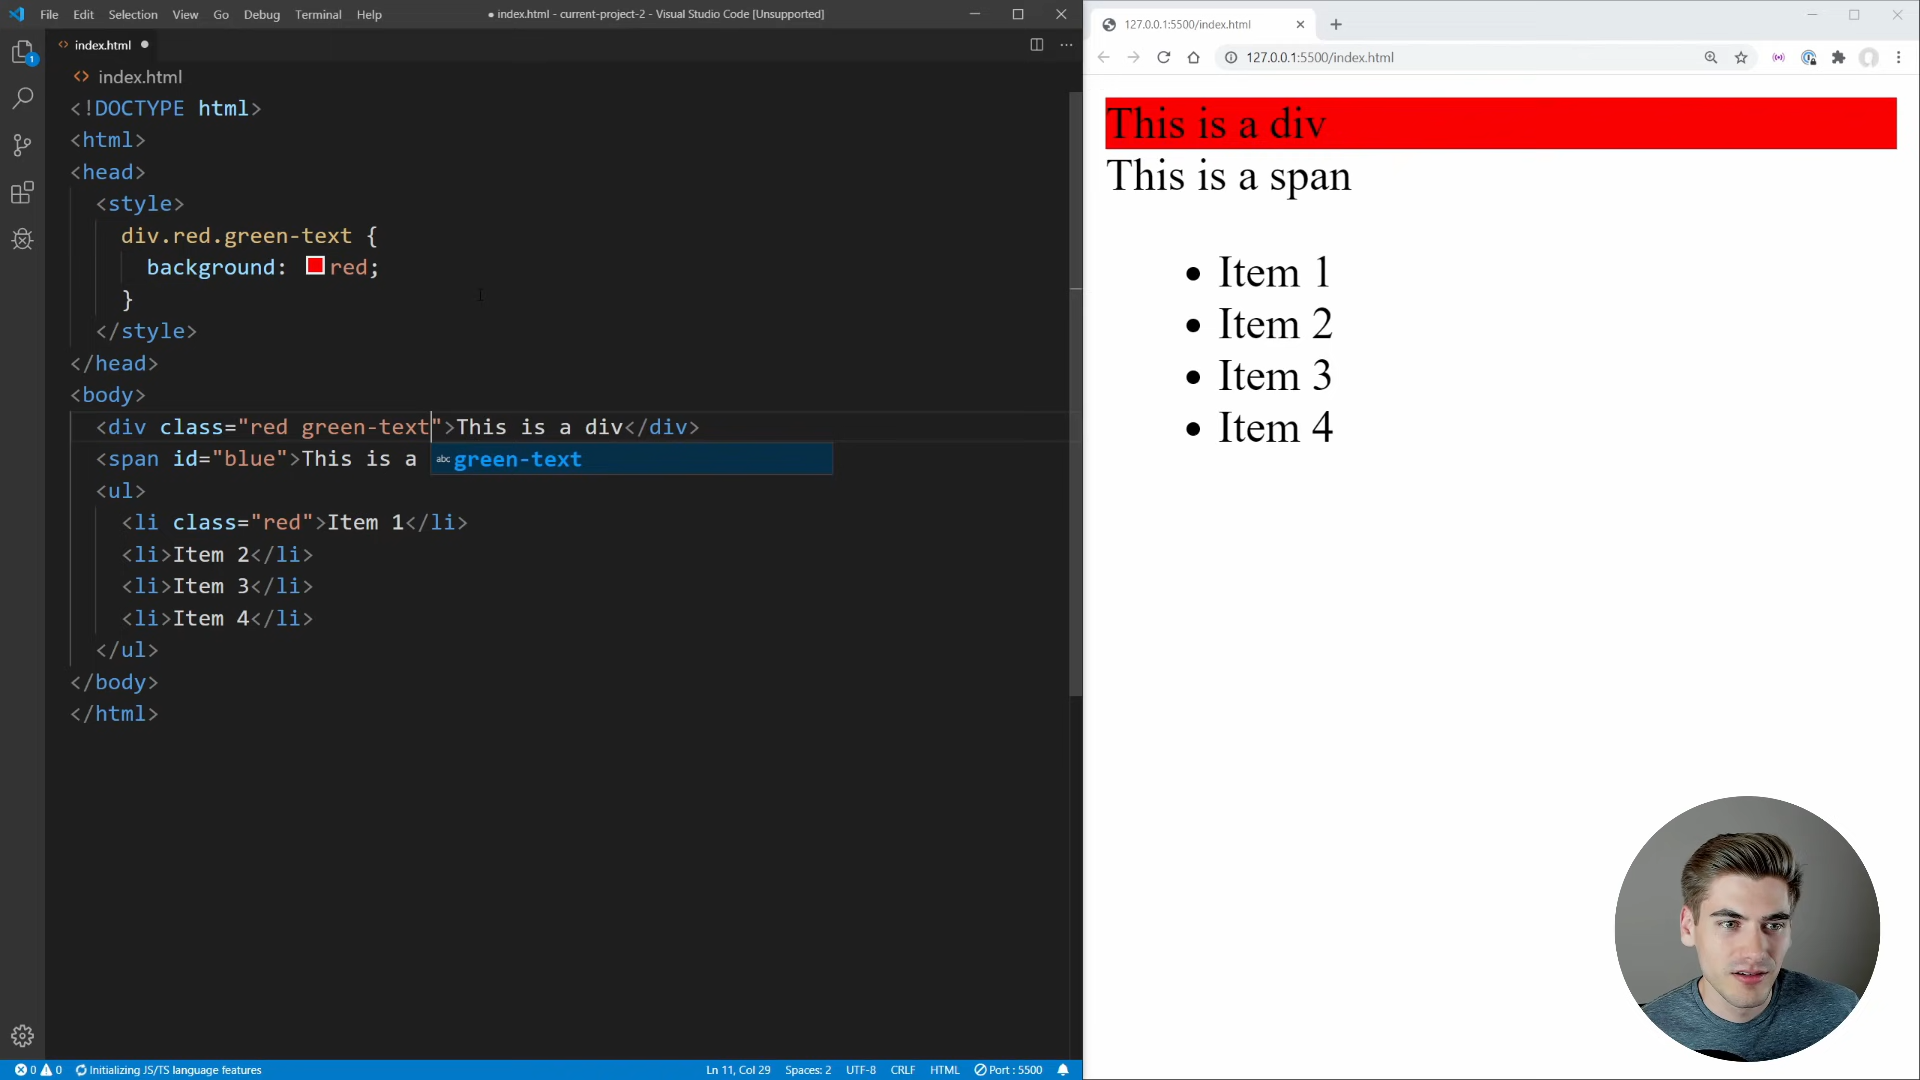 File Edit Selection View Go Debug Terminal Help
● index.html - current-project-2 - Visual Studio Code [Unsupported]
index.html
1
index.html
<!DOCTYPE html>
<html>
<head>
<style>
div.red.green-text {
background: red;
}
</style>
</head>
<body>
<div class="red green-text">This is a div</div>
<span id="blue">This is a
abc green-text
<ul>
<li class="red">Item 1</li>
<li>Item 2</li>
<li>Item 3</li>
<li>Item 4</li>
</ul>
</body>
</html>
0 0 Initializing JS/TS language features
Ln 11, Col 29 Spaces: 2 UTF-8 CRLF HTML Port : 5500
127.0.0.1:5500/index.html
127.0.0.1:5500/index.html
This is a div
This is a span
• Item 1
• Item 2
• Item 3
• Item 4